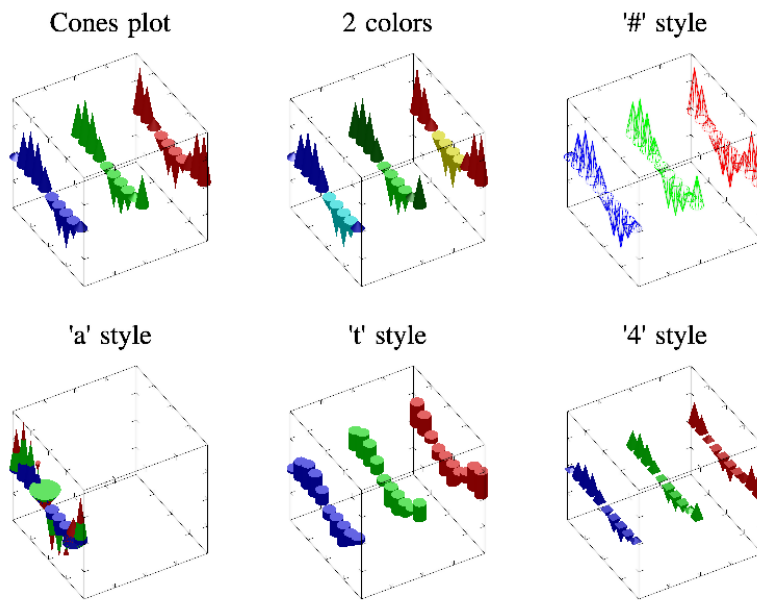 Cones plot
2 colors
'#' style
'a' style
't' style
'4' style